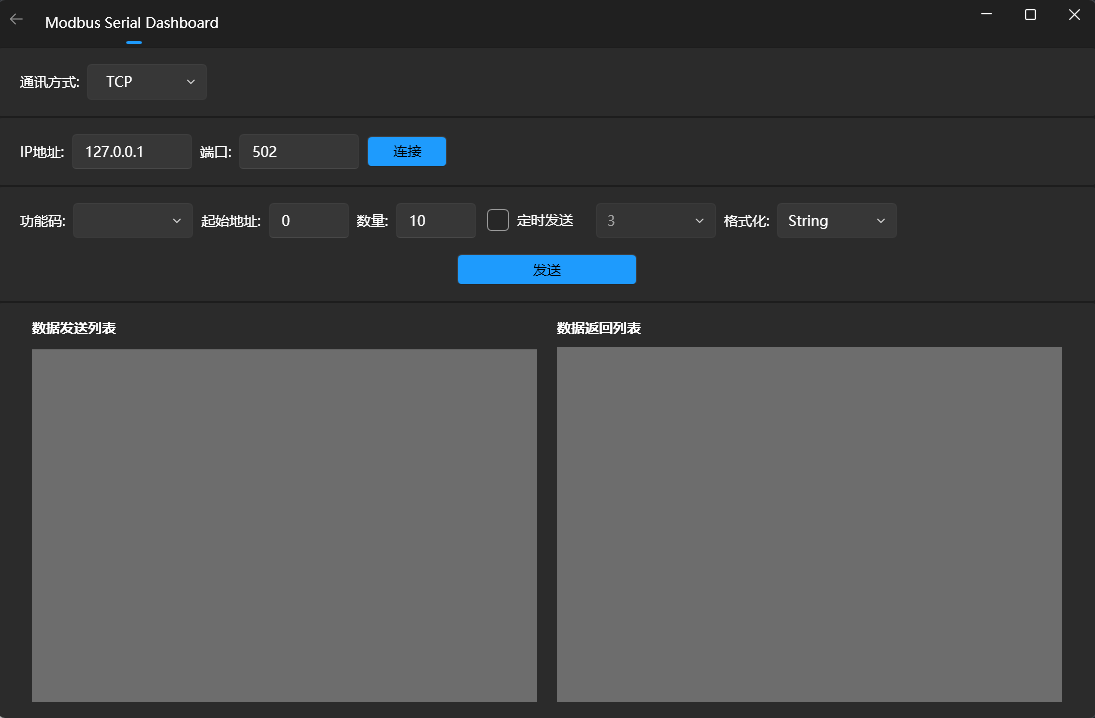 Modbus Serial Dashboard
通讯方式: TCP
IP地址: 127.0.0.1 端口: 502 连接
功能码: 起始地址: 0 数量: 10 定时发送 3 格式化: String
发送
数据发送列表 数据返回列表